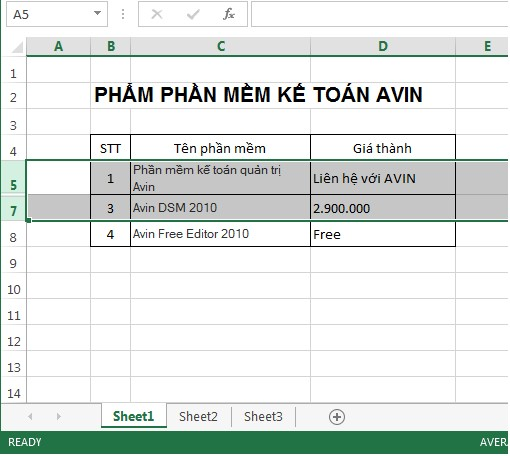 A5
fx
A B C D E
1
2 PHẨM PHẦN MỀM KẾ TOÁN AVIN
3
4 STT Tên phần mềm Giá thành
5 1 Phần mềm kế toán quản trị Avin Liên hệ với AVIN
7 3 Avin DSM 2010 2.900.000
8 4 Avin Free Editor 2010 Free
9
10
11
12
13
14
Sheet1 Sheet2 Sheet3
READY AVER